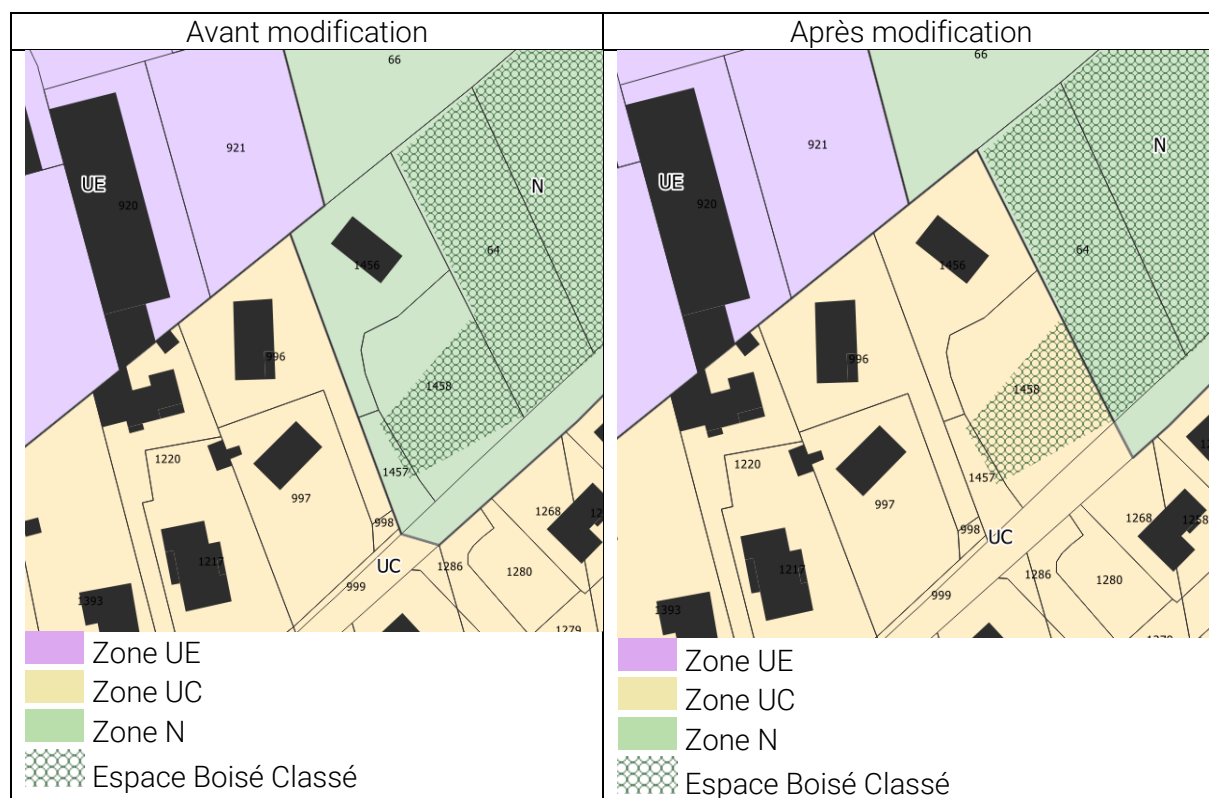 Avant modification
Après modification
66
921
UE
920
N
64
1456
996
1458
1220
1457
997
998
1268
12
UC
1217
1286
1280
999
1393
1279
Zone UE
Zone UC
Zone N
Espace Boisé Classé
66
921
N
UE
920
64
1456
996
1458
1220
1457
997
998
1268
1258
UC
1217
1286
1280
999
1393
Zone UE
Zone UC
Zone N
Espace Boisé Classé